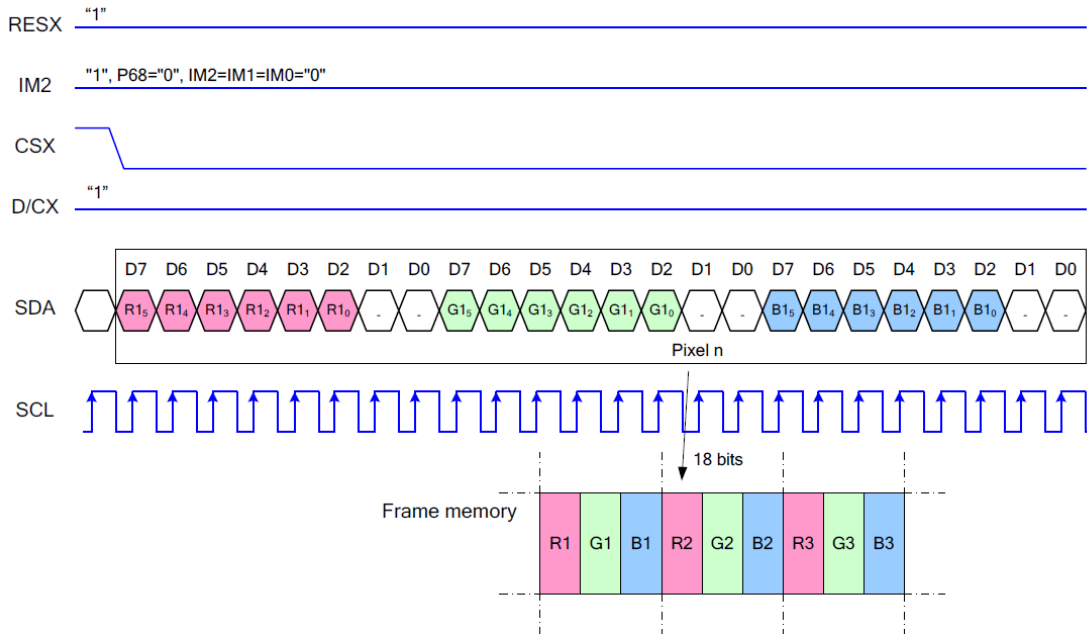 RESX “1”
IM2 "1", P68="0", IM2=IM1=IM0="0"
CSX
D/CX “1”
D7 D6 D5 D4 D3 D2 D1 D0 D7 D6 D5 D4 D3 D2 D1 D0 D7 D6 D5 D4 D3 D2 D1 D0
SDA R1₅ R1₄ R1₃ R1₂ R1₁ R1₀ - - G1₅ G1₄ G1₃ G1₂ G1₁ G1₀ - - B1₅ B1₄ B1₃ B1₂ B1₁ B1₀ - -
Pixel n
SCL
18 bits
Frame memory
R1 G1 B1 R2 G2 B2 R3 G3 B3